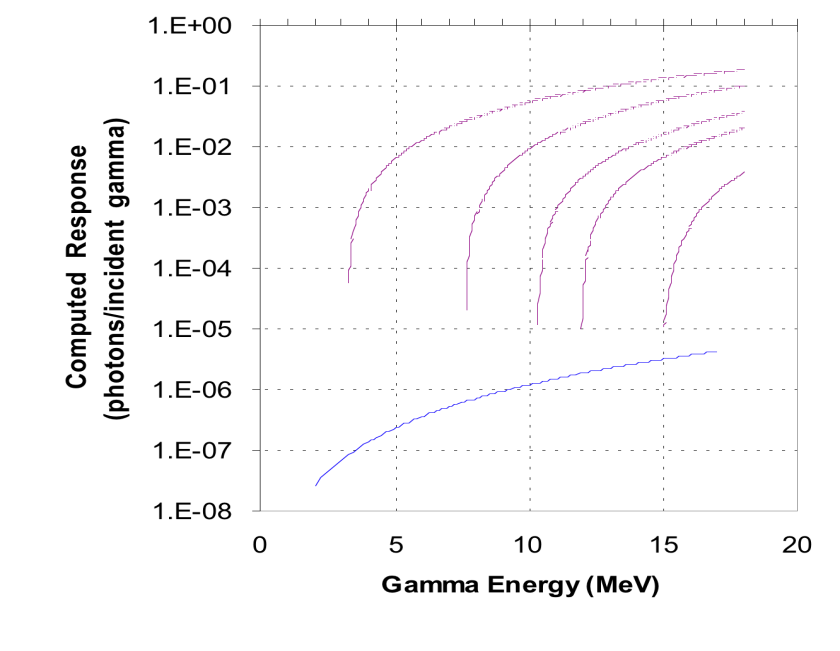 1.E+00
1.E-01
1.E-02
1.E-03
1.E-04
1.E-05
1.E-06
1.E-07
1.E-08
Computed Response
(photons/incident gamma)
0 5 10 15 20
Gamma Energy (MeV)